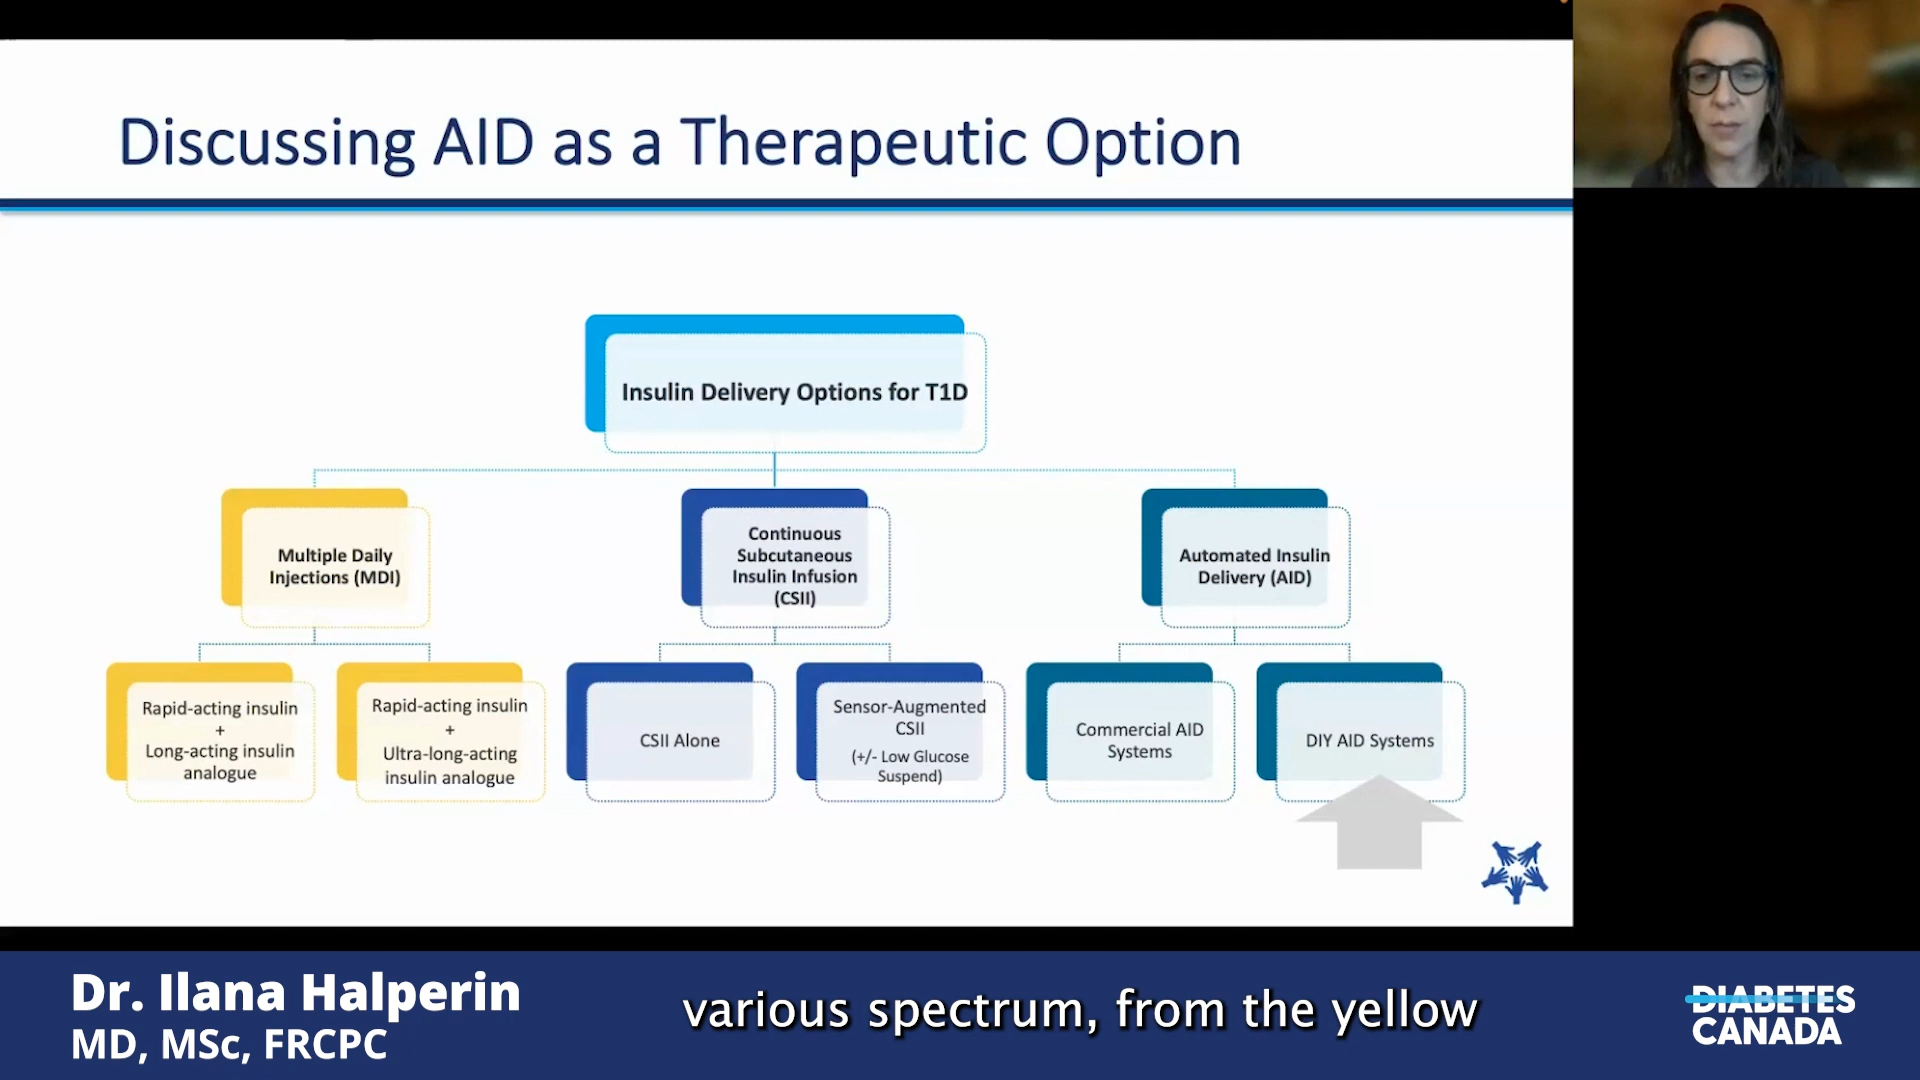 Discussing AID as a Therapeutic Option
Insulin Delivery Options for T1D
Multiple Daily
Injections (MDI)
Continuous
Subcutaneous
Insulin Infusion
(CSII)
Automated Insulin
Delivery (AID)
Rapid-acting insulin
+
Long-acting insulin
analogue
Rapid-acting insulin
+
Ultra-long-acting
insulin analogue
CSII Alone
Sensor-Augmented
CSII
(+/- Low Glucose
Suspend)
Commercial AID
Systems
DIY AID Systems
Dr. Ilana Halperin
MD, MSc, FRCPC
various spectrum, from the yellow
DIABETES
CANADA